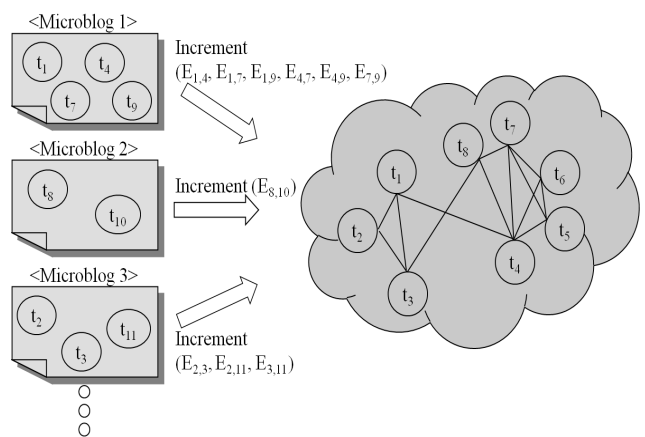 <Microblog 1>
t1 t4
t7 t9
Increment
(E1,4, E1,7, E1,9, E4,7, E4,9, E7,9)
<Microblog 2>
t8
t10
Increment (E8,10)
<Microblog 3>
t2 t11
t3
Increment
(E2,3, E2,11, E3,11)
t7
t8
t1 t6
t2 t5
t4
t3